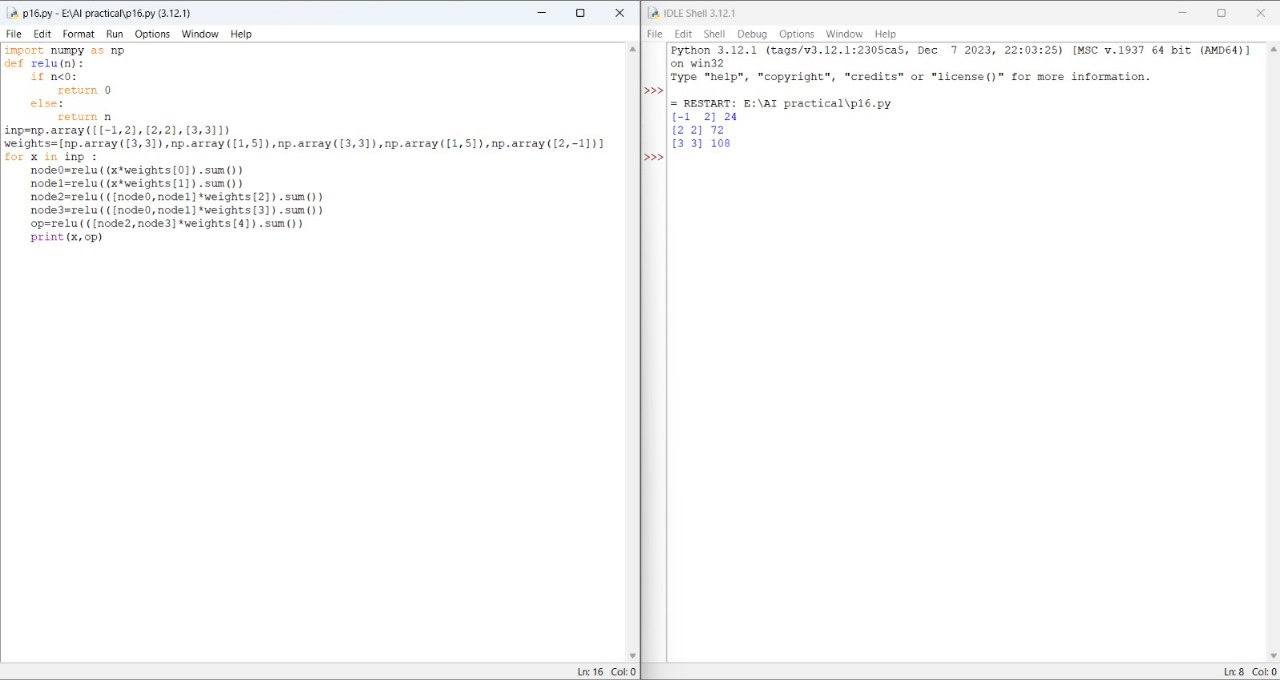 p16.py - E:\AI practical\p16.py (3.12.1)
File Edit Format Run Options Window Help
import numpy as np
def relu(n):
    if n<0:
        return 0
    else:
        return n
inp=np.array([[-1,2],[2,2],[3,3]])
weights=[np.array([3,3]),np.array([1,5]),np.array([3,3]),np.array([1,5]),np.array([2,-1])]
for x in inp :
    node0=relu((x*weights[0]).sum())
    node1=relu((x*weights[1]).sum())
    node2=relu(([node0,node1]*weights[2]).sum())
    node3=relu(([node0,node1]*weights[3]).sum())
    op=relu(([node2,node3]*weights[4]).sum())
    print(x,op)
Ln: 16 Col: 0
IDLE Shell 3.12.1
File Edit Shell Debug Options Window Help
Python 3.12.1 (tags/v3.12.1:2305ca5, Dec  7 2023, 22:03:25) [MSC v.1937 64 bit (AMD64)]
on win32
Type "help", "copyright", "credits" or "license()" for more information.
>>>
= RESTART: E:\AI practical\p16.py
[-1  2] 24
[2 2] 72
[3 3] 108
>>>
Ln: 8 Col: 0